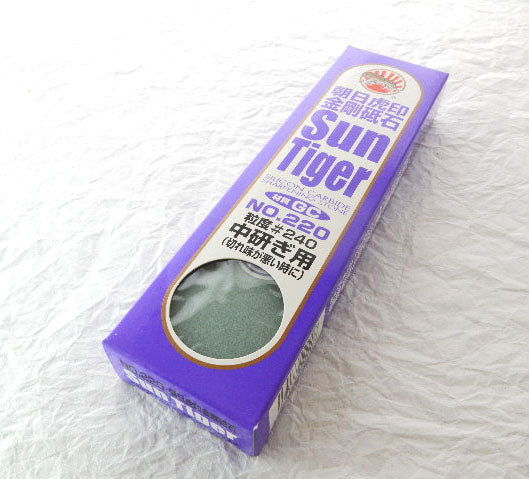 朝日虎印
金剛砥石
Sun
Tiger
SILICON CARBIDE
SHARPENING STONE
材質 GC
NO.220
粒度#240
中研ぎ用
(切れ味が悪い時に)
Sun Tiger